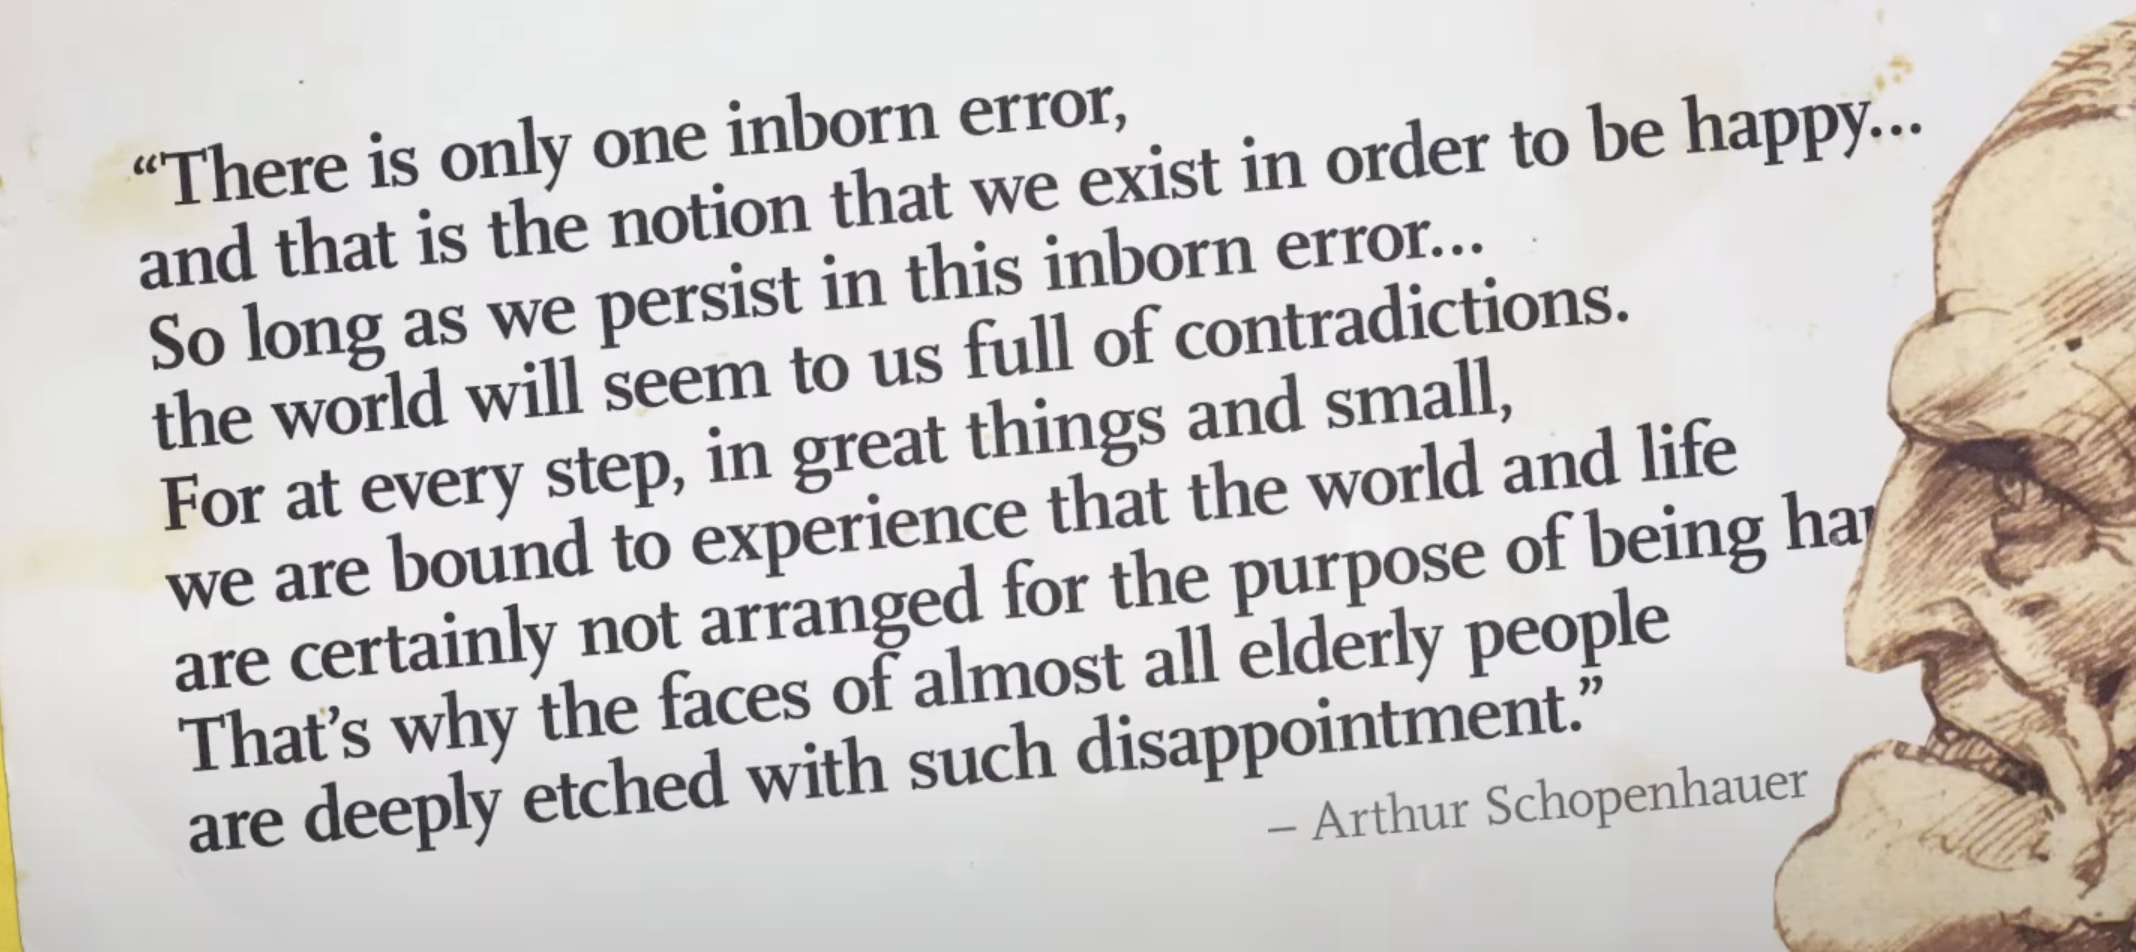 “There is only one inborn error,
and that is the notion that we exist in order to be happy...
So long as we persist in this inborn error...
the world will seem to us full of contradictions.
For at every step, in great things and small,
we are bound to experience that the world and life
are certainly not arranged for the purpose of being
That’s why the faces of almost all elderly people
are deeply etched with such disappointment.”
– Arthur Schopenhauer